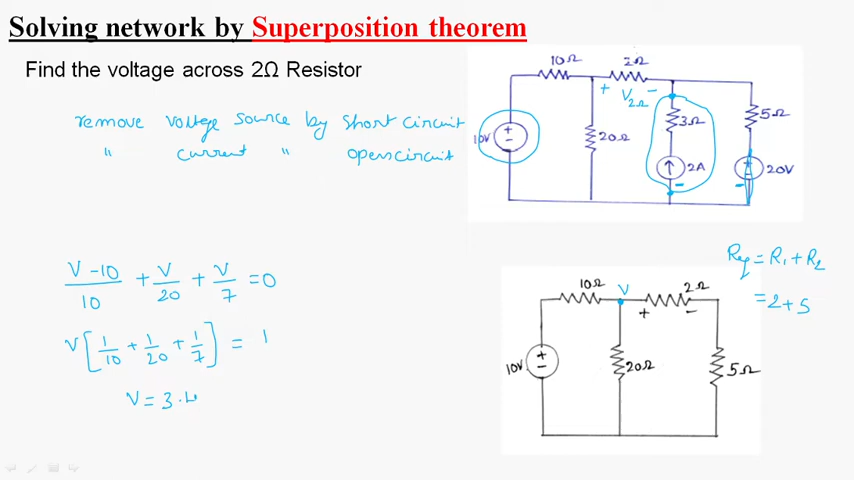 Solving network by Superposition theorem
Find the voltage across 2Ω Resistor
remove voltage source by short circuit
" current " open circuit
10Ω 2Ω
+ V2Ω −
10V + −
20Ω
3Ω
5Ω
↑ 2A
−
+ − 20V
−
V −10 / 10 + V / 20 + V / 7 = 0
V [ 1/10 + 1/20 + 1/7 ] = 1
V = 3.4
Req = R1 + R2
= 2 + 5
10Ω V 2Ω
+ −
10V + −
20Ω
5Ω